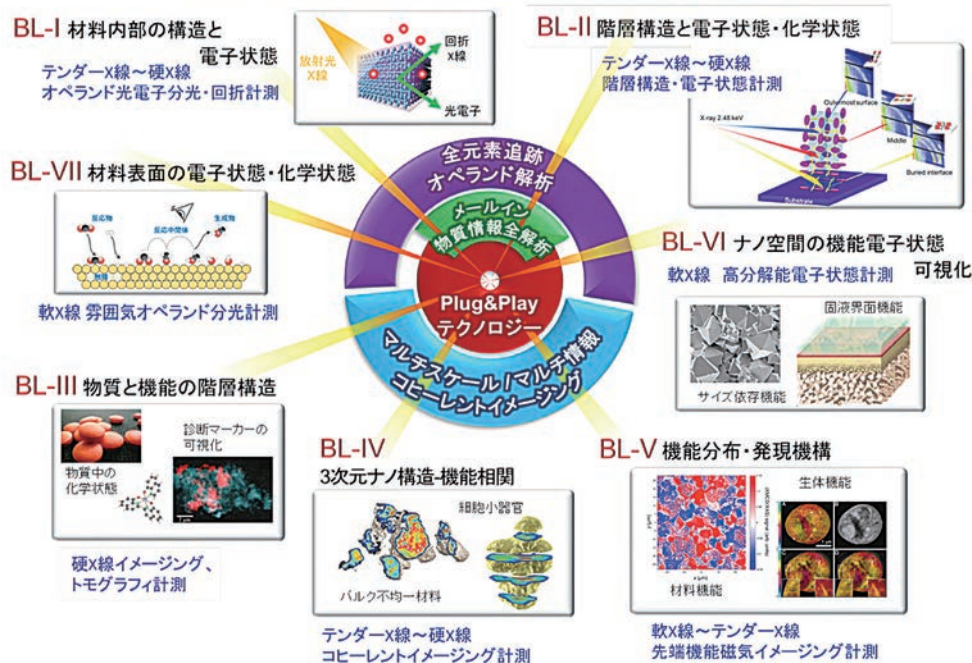 BL-I 材料内部の構造と
電子状態
テンダーX線～硬X線
オペランド光電子分光・回折計測
放射光
X線
回折
X線
光電子
BL-II 階層構造と電子状態・化学状態
テンダーX線～硬X線
階層構造・電子状態計測
X-ray 2.48 keV
Outermost surface
Middle
Buried interface
Substrate
BL-VII 材料表面の電子状態・化学状態
反応物
反応中間体
生成物
触媒
軟X線 雰囲気オペランド分光計測
全元素追跡
オペランド解析
メールイン
物質情報全解析
Plug&Play
テクノロジー
マルチスケール/マルチ情報
コヒーレントイメージング
BL-VI ナノ空間の機能電子状態
可視化
軟X線 高分解能電子状態計測
サイズ依存機能
固液界面機能
BL-III 物質と機能の階層構造
物質中の
化学状態
診断マーカーの
可視化
硬X線イメージング、
トモグラフィ計測
BL-IV
3次元ナノ構造-機能相関
細胞小器官
バルク不均一材料
テンダーX線～硬X線
コヒーレントイメージング計測
BL-V 機能分布・発現機構
生体機能
材料機能
軟X線～テンダーX線
先端機能磁気イメージング計測